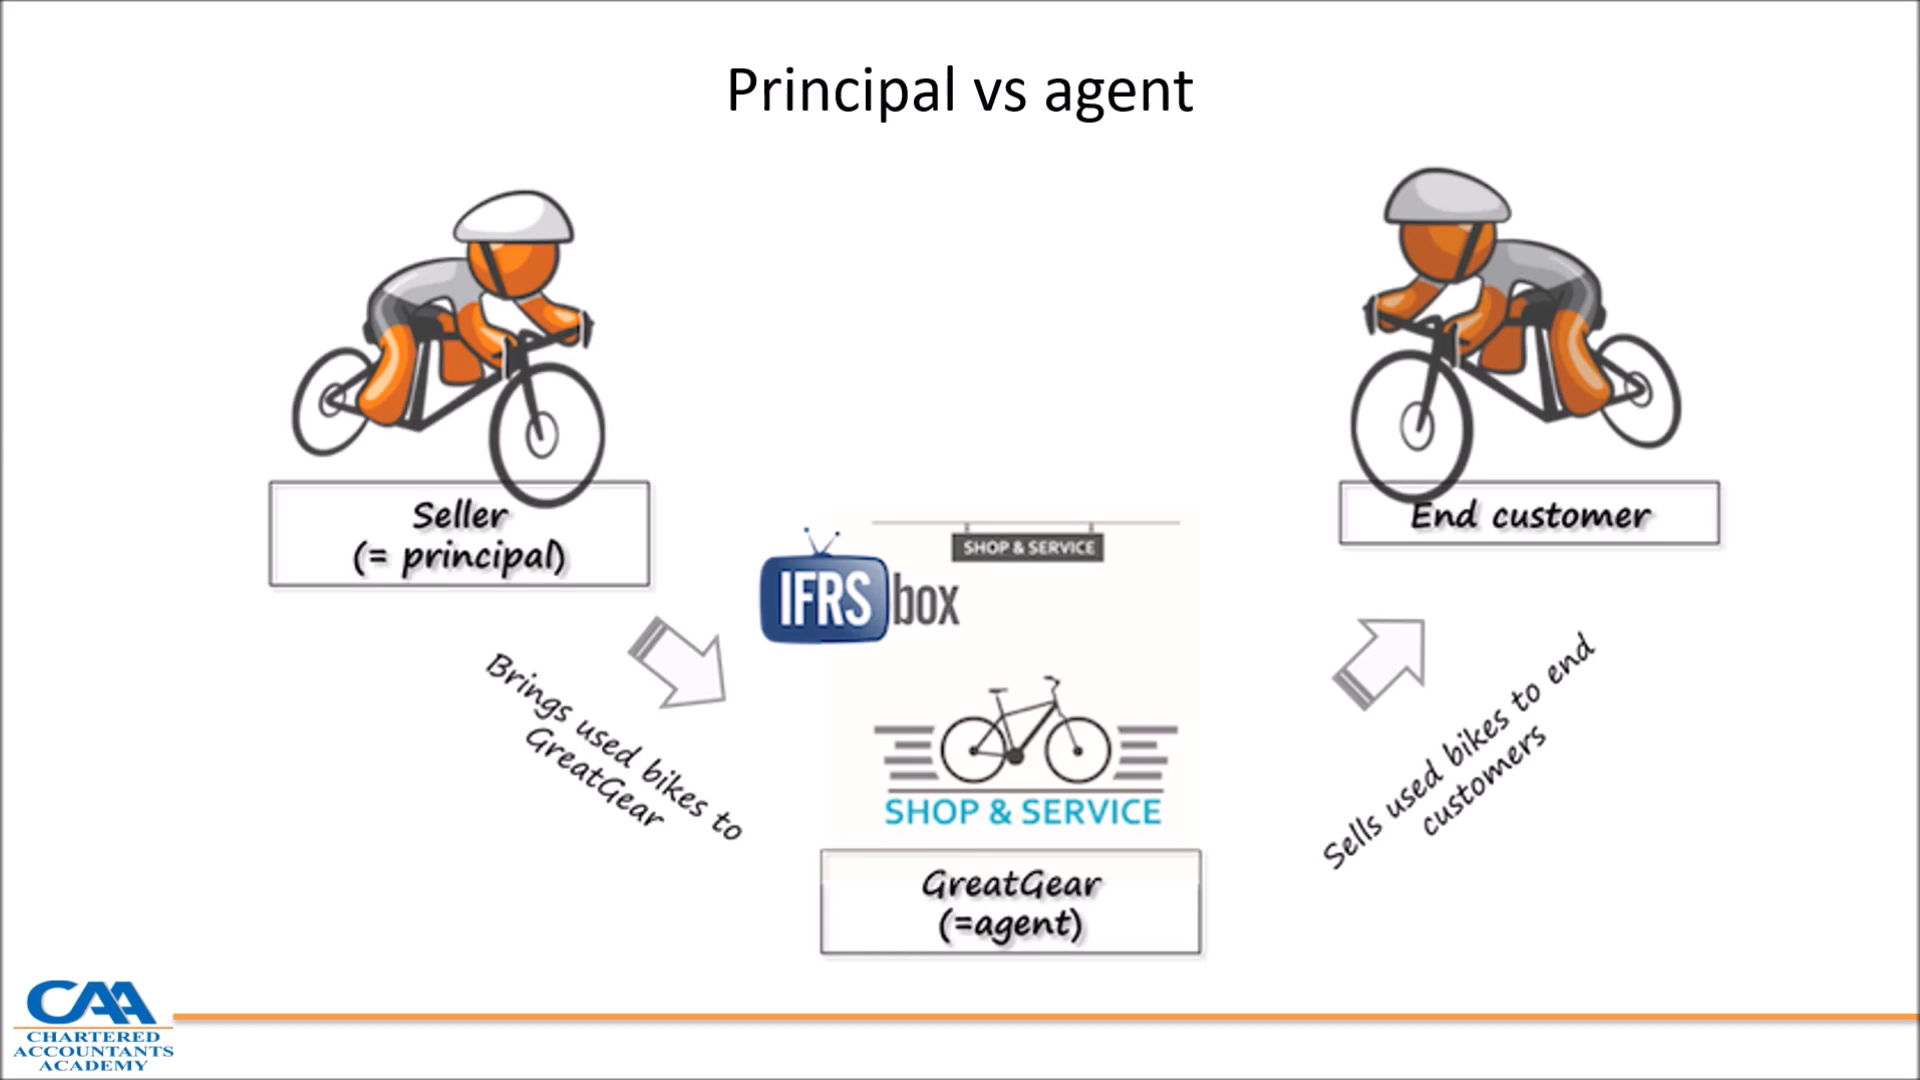 Principal vs agent
Seller
(= principal)
End customer
SHOP & SERVICE
IFRS box
Brings used bikes to
GreatGear
Sells used bikes to end
customers
SHOP & SERVICE
GreatGear
(=agent)
CAA
CHARTERED
ACCOUNTANTS
ACADEMY